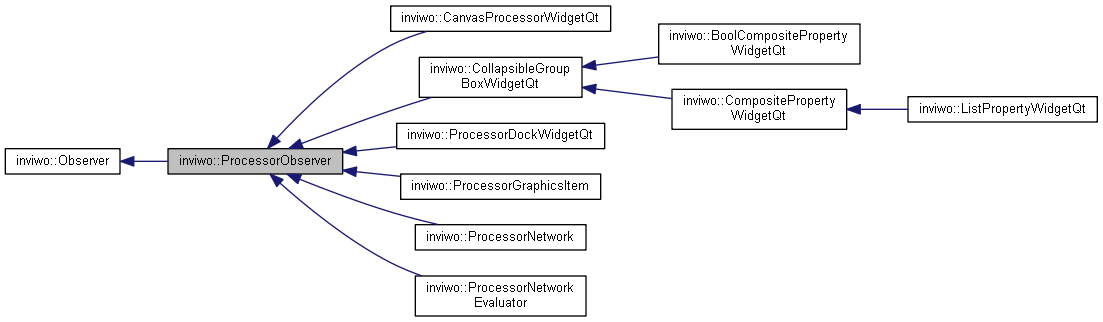 inviwo::Observer
inviwo::ProcessorObserver
inviwo::CanvasProcessorWidgetQt
inviwo::CollapsibleGroup
BoxWidgetQt
inviwo::BoolCompositeProperty
WidgetQt
inviwo::CompositeProperty
WidgetQt
inviwo::ListPropertyWidgetQt
inviwo::ProcessorDockWidgetQt
inviwo::ProcessorGraphicsItem
inviwo::ProcessorNetwork
inviwo::ProcessorNetwork
Evaluator